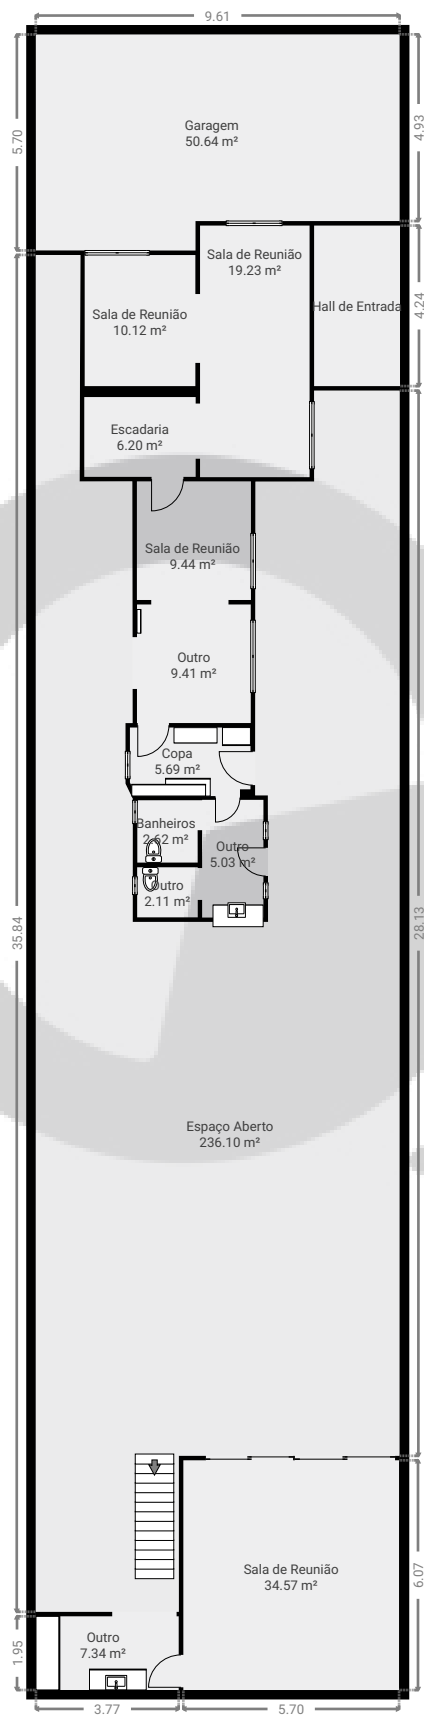 9.61
5.70
4.93
Garagem
50.64 m²
Sala de Reunião
19.23 m²
Sala de Reunião
10.12 m²
Hall de Entrada
4.24
Escadaria
6.20 m²
Sala de Reunião
9.44 m²
Outro
9.41 m²
Copa
5.69 m²
Banheiros
2.62 m²
Outro
5.03 m²
Outro
2.11 m²
35.84
28.13
Espaço Aberto
236.10 m²
Sala de Reunião
34.57 m²
6.07
Outro
7.34 m²
1.95
3.77
5.70